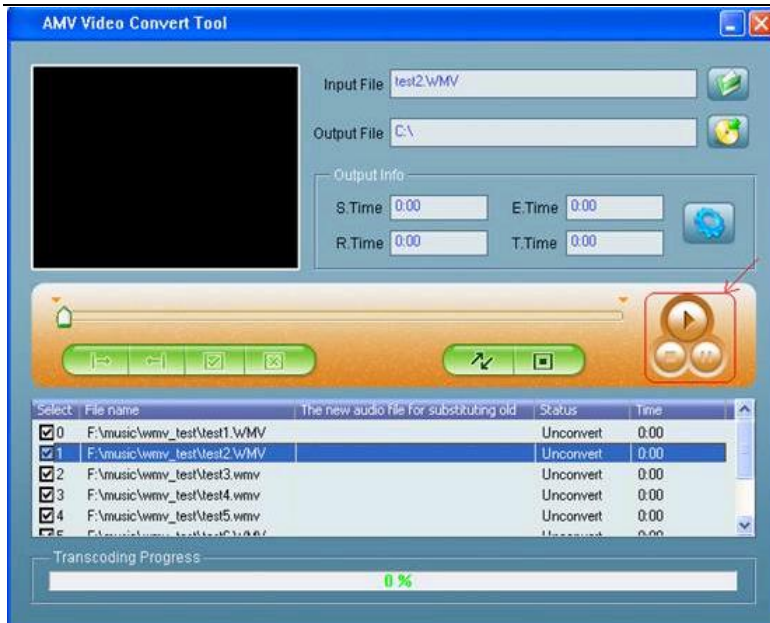 AMV Video Convert Tool
Input File test2.WMV
Output File C:\
Output Info
S.Time 0:00 E.Time 0:00
R.Time 0:00 T.Time 0:00
Select File name The new audio file for substituting old Status Time
0 F:\music\wmv_test\test1.WMV Unconvert 0:00
1 F:\music\wmv_test\test2.WMV Unconvert 0:00
2 F:\music\wmv_test\test3.wmv Unconvert 0:00
3 F:\music\wmv_test\test4.wmv Unconvert 0:00
4 F:\music\wmv_test\test5.wmv Unconvert 0:00
Transcoding Progress
0 %